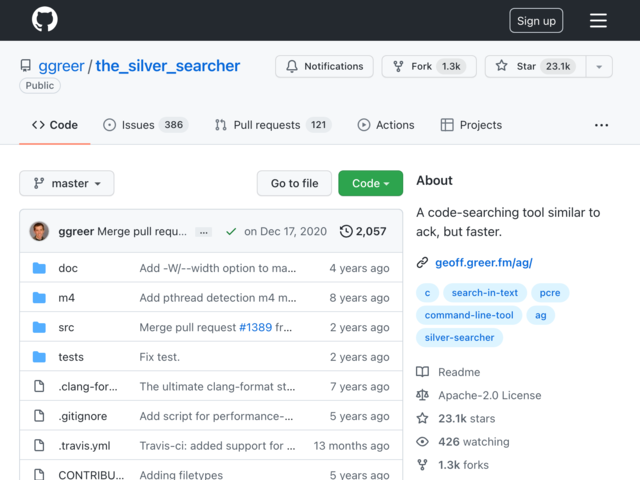 Sign up
ggreer / the_silver_searcher
Public
Notifications
Fork 1.3k
Star 23.1k
Code
Issues 386
Pull requests 121
Actions
Projects
...
master
Go to file
Code
ggreer Merge pull requ... ... on Dec 17, 2020 2,057
doc Add -W/--width option to ma... 4 years ago
m4 Add pthread detection m4 m... 8 years ago
src Merge pull request #1389 fr... 2 years ago
tests Fix test. 2 years ago
.clang-for... The ultimate clang-format st... 7 years ago
.gitignore Add script for performance-... 5 years ago
.travis.yml Travis-ci: added support for ... 13 months ago
CONTRIBU... Adding filetypes 5 years ago
About
A code-searching tool similar to
ack, but faster.
geoff.greer.fm/ag/
c search-in-text pcre
command-line-tool ag
silver-searcher
Readme
Apache-2.0 License
23.1k stars
426 watching
1.3k forks